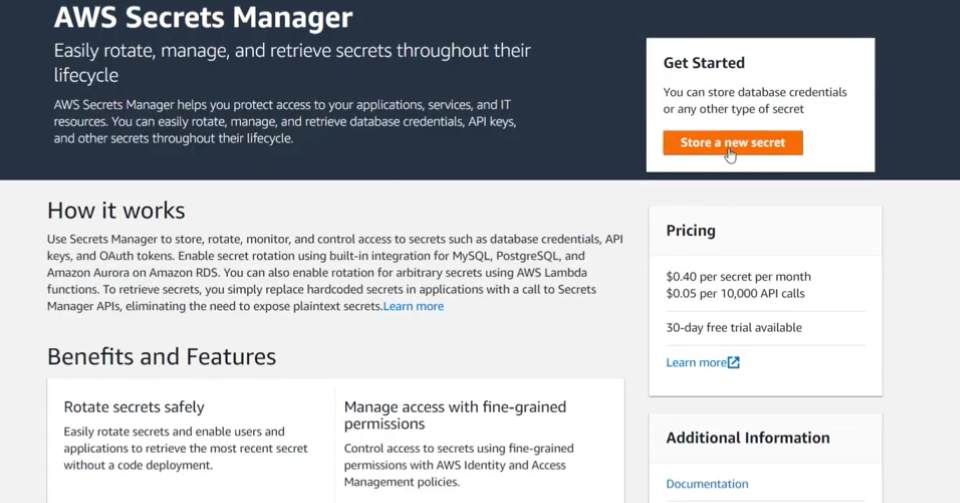 AWS Secrets Manager
Easily rotate, manage, and retrieve secrets throughout their
lifecycle
AWS Secrets Manager helps you protect access to your applications, services, and IT
resources. You can easily rotate, manage, and retrieve database credentials, API keys,
and other secrets throughout their lifecycle.
Get Started
You can store database credentials
or any other type of secret
Store a new secret
How it works
Use Secrets Manager to store, rotate, monitor, and control access to secrets such as database credentials, API
keys, and OAuth tokens. Enable secret rotation using built-in integration for MySQL, PostgreSQL, and
Amazon Aurora on Amazon RDS. You can also enable rotation for arbitrary secrets using AWS Lambda
functions. To retrieve secrets, you simply replace hardcoded secrets in applications with a call to Secrets
Manager APIs, eliminating the need to expose plaintext secrets.Learn more
Benefits and Features
Rotate secrets safely
Easily rotate secrets and enable users and
applications to retrieve the most recent secret
without a code deployment.
Manage access with fine-grained
permissions
Control access to secrets using fine-grained
permissions with AWS Identity and Access
Management policies.
Pricing
$0.40 per secret per month
$0.05 per 10,000 API calls
30-day free trial available
Learn more
Additional Information
Documentation